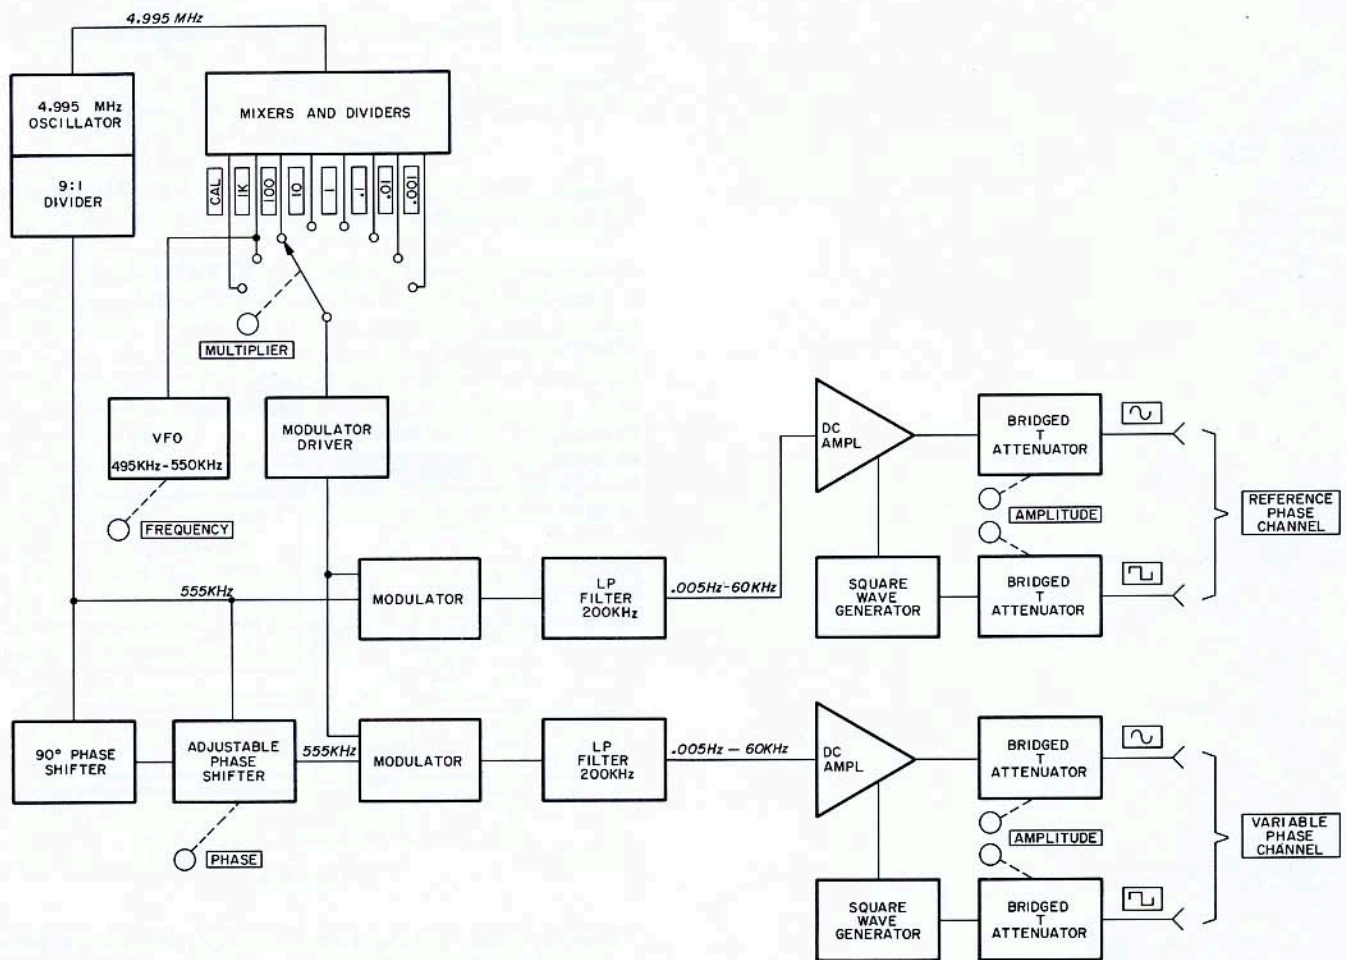 4.995 MHz
4.995 MHz
OSCILLATOR
9:1
DIVIDER
MIXERS AND DIVIDERS
CAL
1K
100
10
1
.1
.01
.001
MULTIPLIER
VFO
495KHz-550KHz
FREQUENCY
MODULATOR
DRIVER
555KHz
MODULATOR
LP
FILTER
200KHz
.005Hz-60KHz
DC
AMPL
BRIDGED
T
ATTENUATOR
AMPLITUDE
SQUARE
WAVE
GENERATOR
BRIDGED
T
ATTENUATOR
REFERENCE
PHASE
CHANNEL
90° PHASE
SHIFTER
ADJUSTABLE
PHASE
SHIFTER
555KHz
PHASE
MODULATOR
LP
FILTER
200KHz
.005Hz - 60KHz
DC
AMPL
BRIDGED
T
ATTENUATOR
AMPLITUDE
SQUARE
WAVE
GENERATOR
BRIDGED
T
ATTENUATOR
VARIABLE
PHASE
CHANNEL